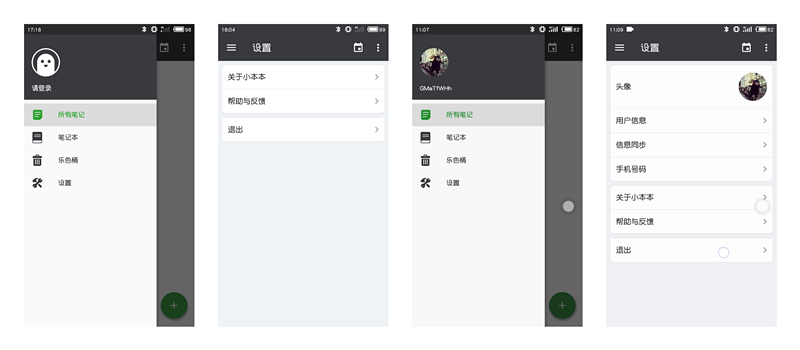 17:18
98
请登录
所有笔记
笔记本
乐色桶
设置
18:04
99
设置
关于小本本
帮助与反馈
退出
11:07
82
GMaTfWHh
所有笔记
笔记本
乐色桶
设置
11:09
82
设置
头像
用户信息
信息同步
手机号码
关于小本本
帮助与反馈
退出